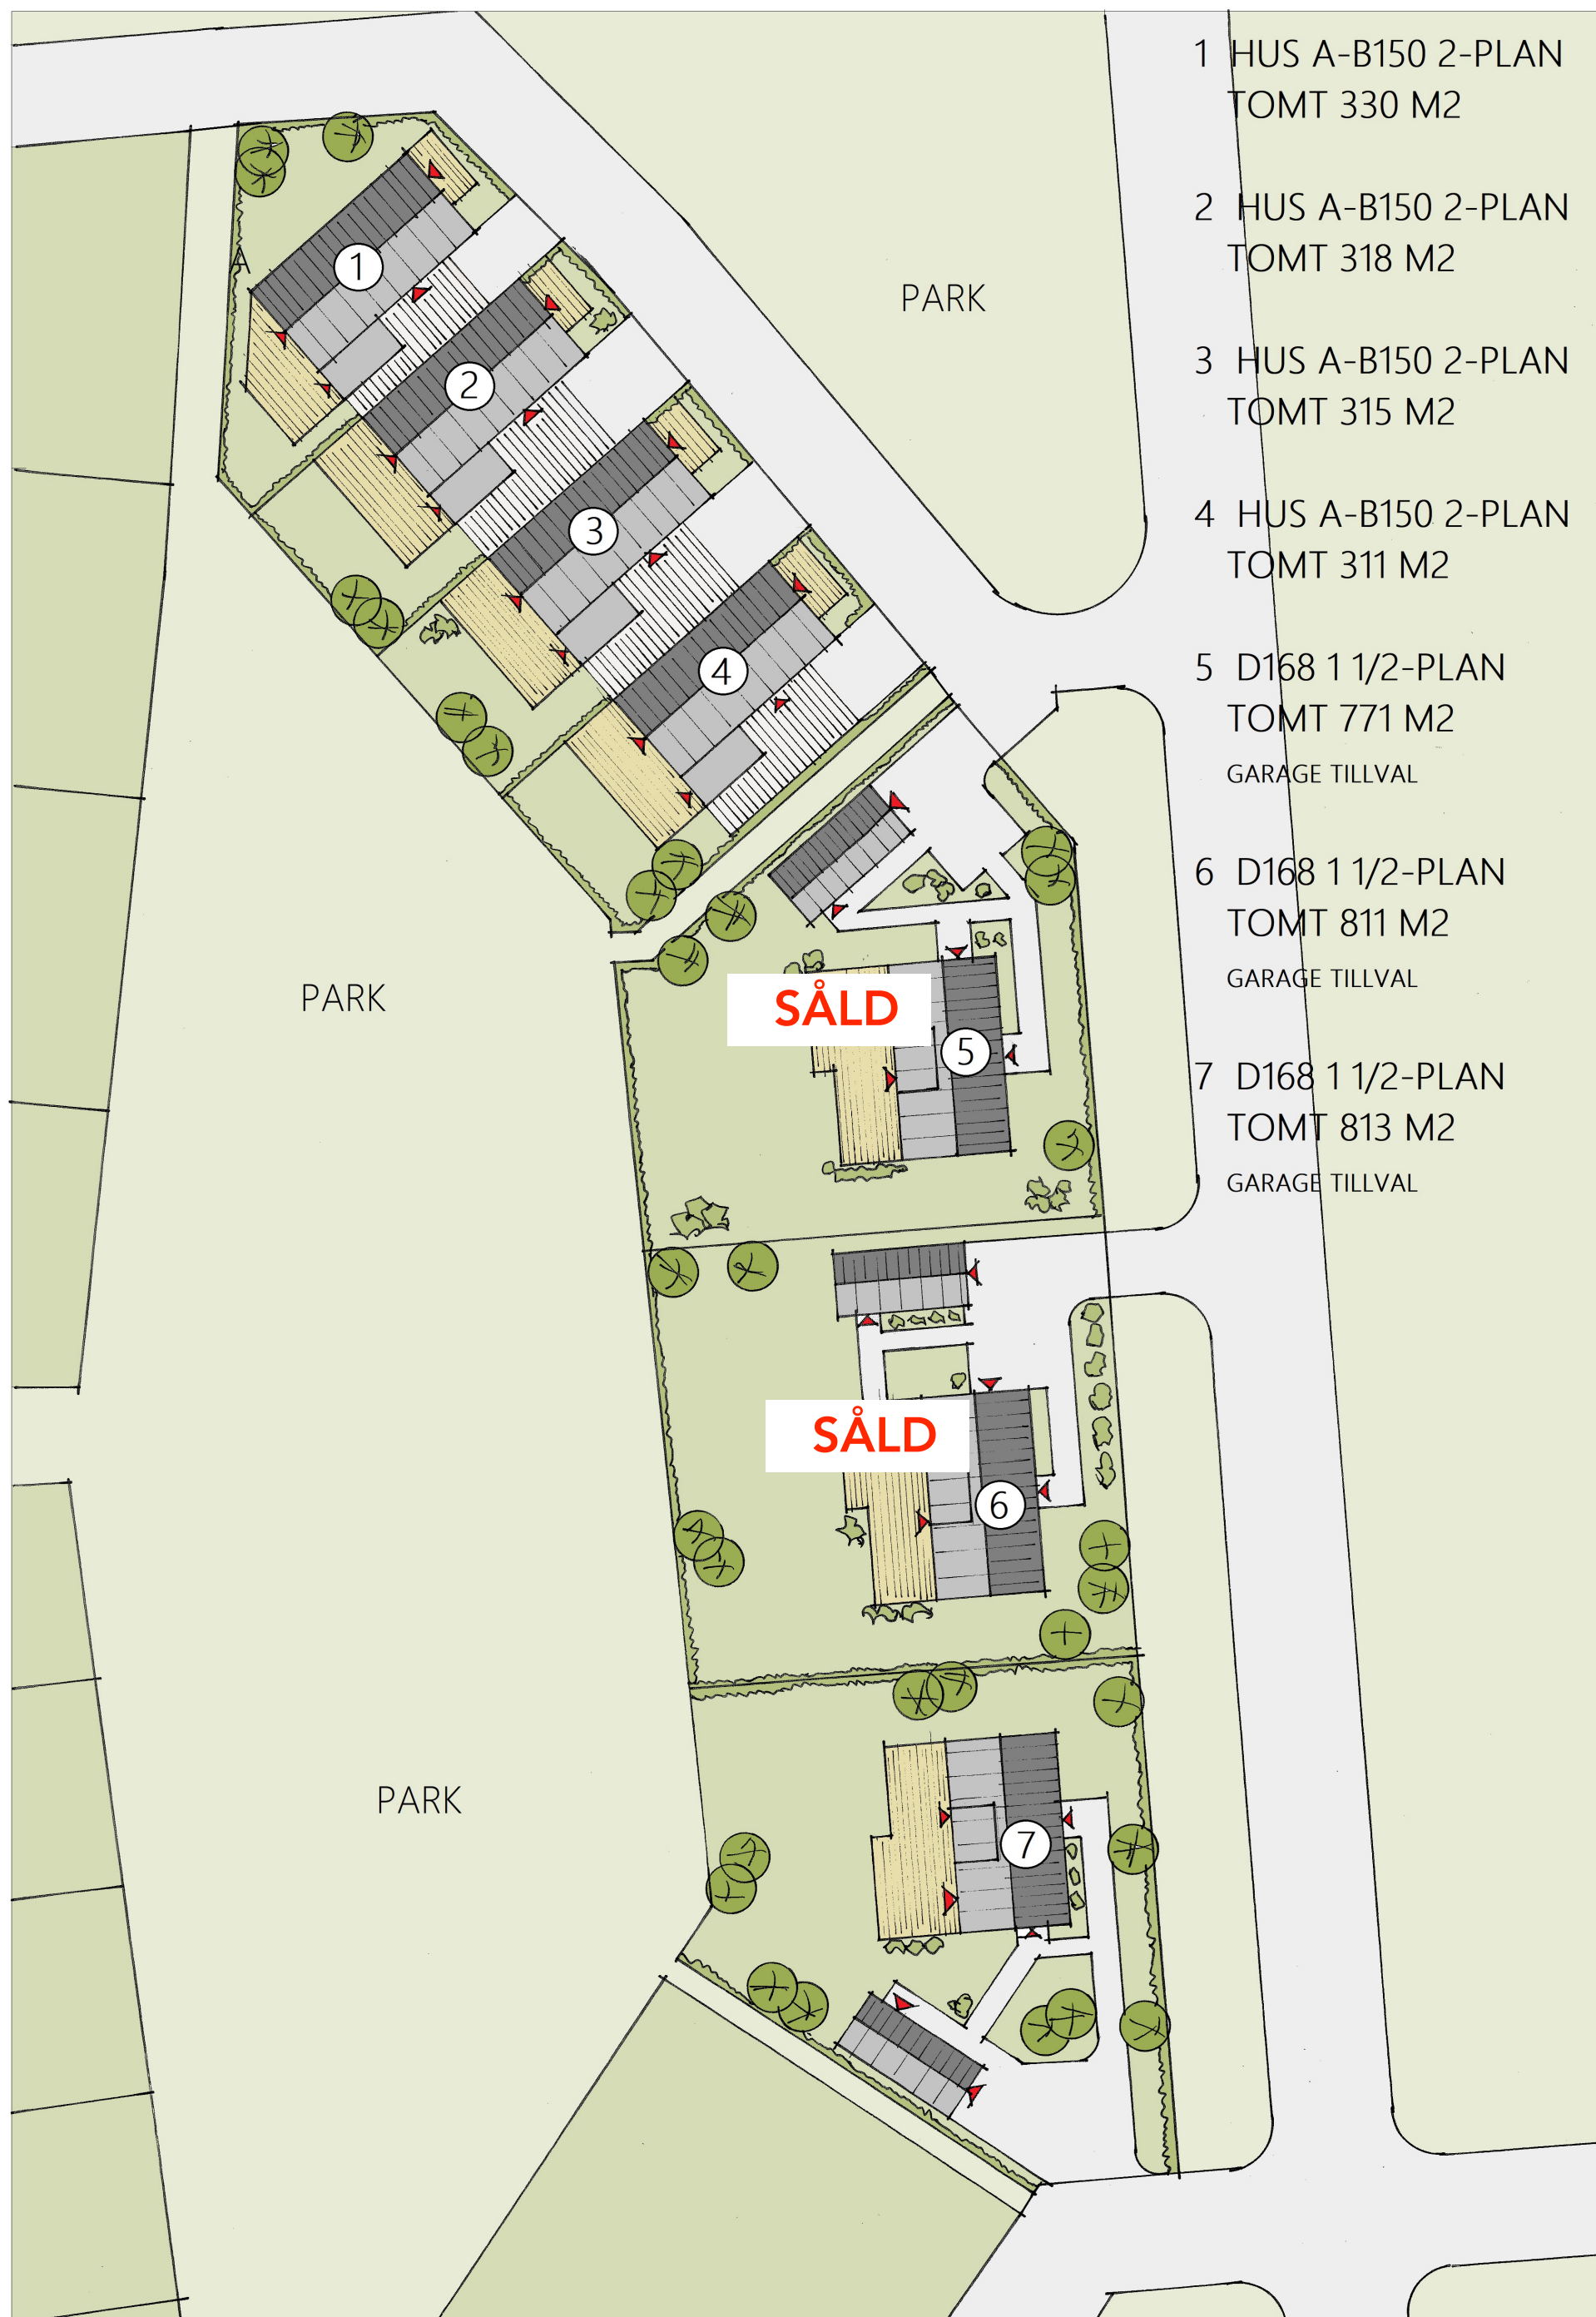 1 HUS A-B150 2-PLAN
TOMT 330 M2
2 HUS A-B150 2-PLAN
TOMT 318 M2
3 HUS A-B150 2-PLAN
TOMT 315 M2
4 HUS A-B150 2-PLAN
TOMT 311 M2
5 D168 1 1/2-PLAN
TOMT 771 M2
GARAGE TILLVAL
6 D168 1 1/2-PLAN
TOMT 811 M2
GARAGE TILLVAL
7 D168 1 1/2-PLAN
TOMT 813 M2
GARAGE TILLVAL
1
PARK
2
3
4
PARK
SÅLD
5
SÅLD
6
PARK
7